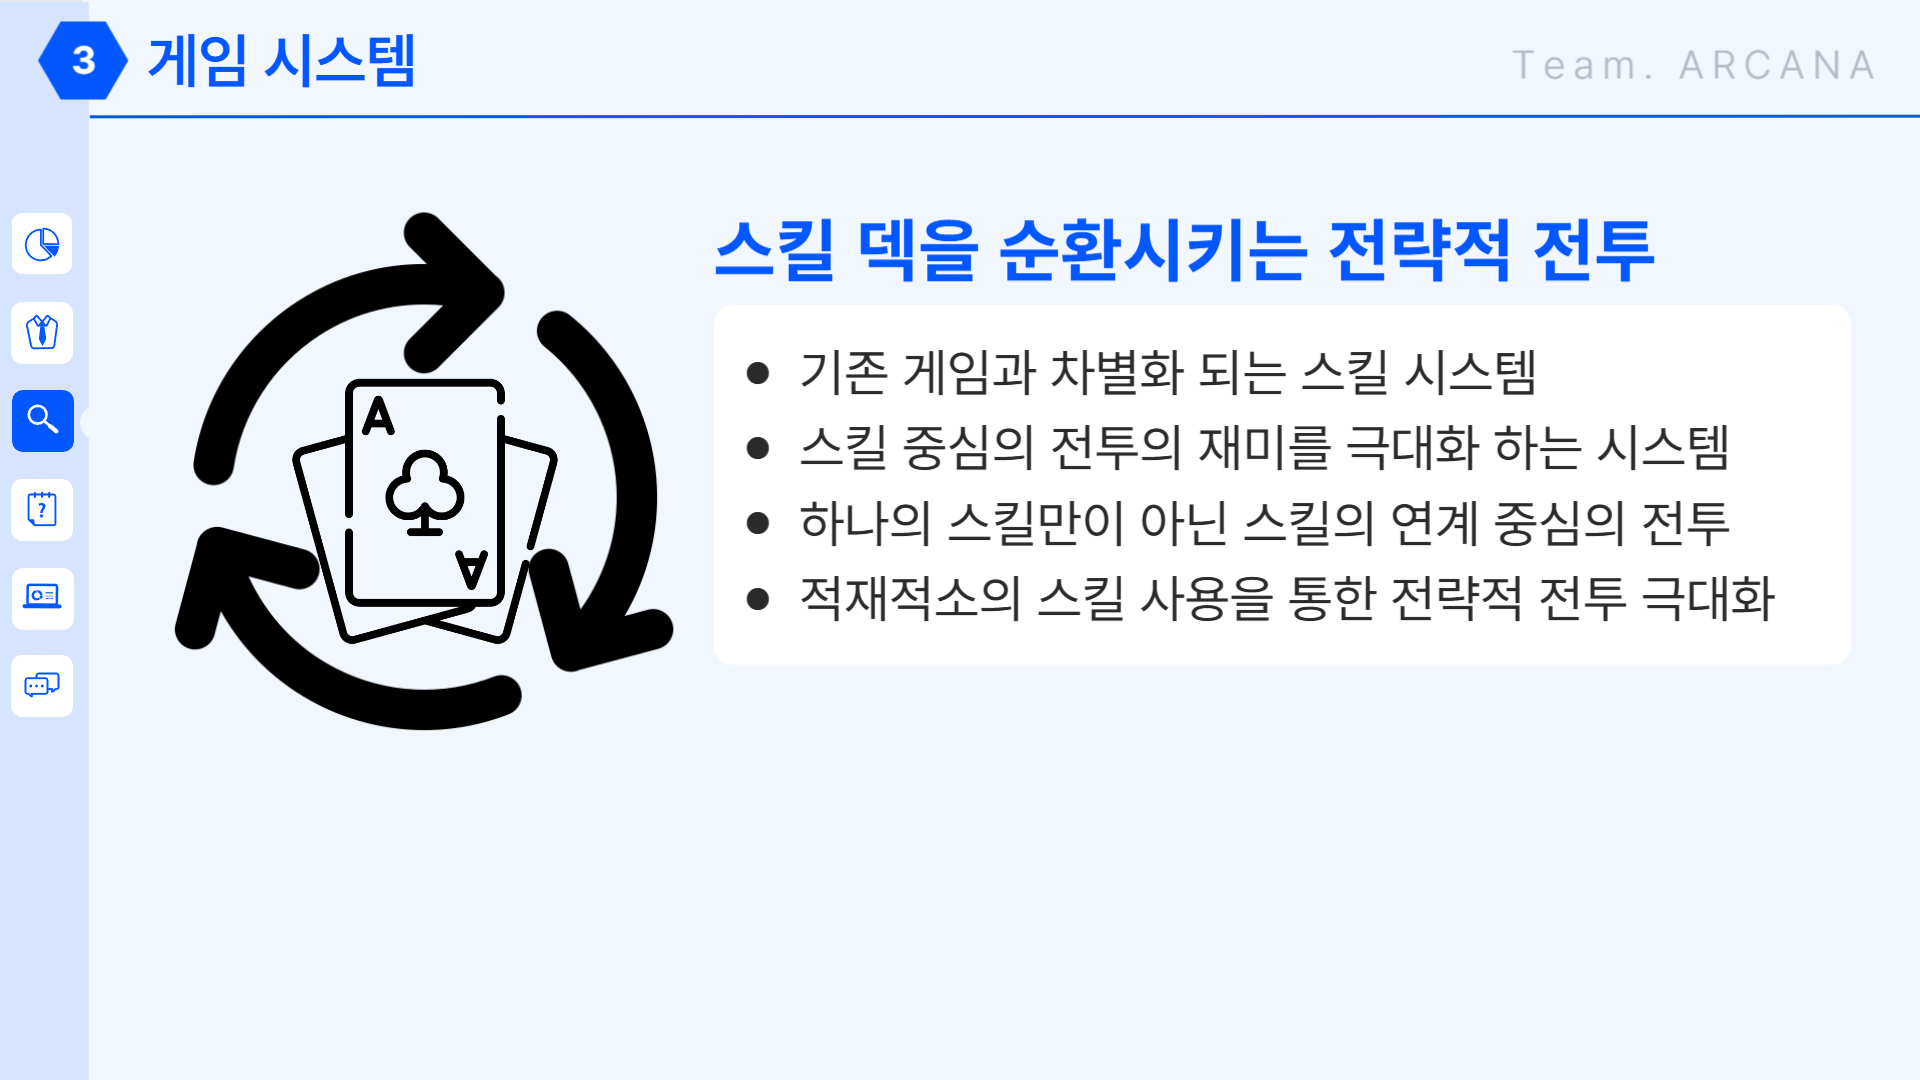 3 게임 시스템
Team. ARCANA
스킬 덱을 순환시키는 전략적 전투
● 기존 게임과 차별화 되는 스킬 시스템
● 스킬 중심의 전투의 재미를 극대화 하는 시스템
● 하나의 스킬만이 아닌 스킬의 연계 중심의 전투
● 적재적소의 스킬 사용을 통한 전략적 전투 극대화
A
A
?